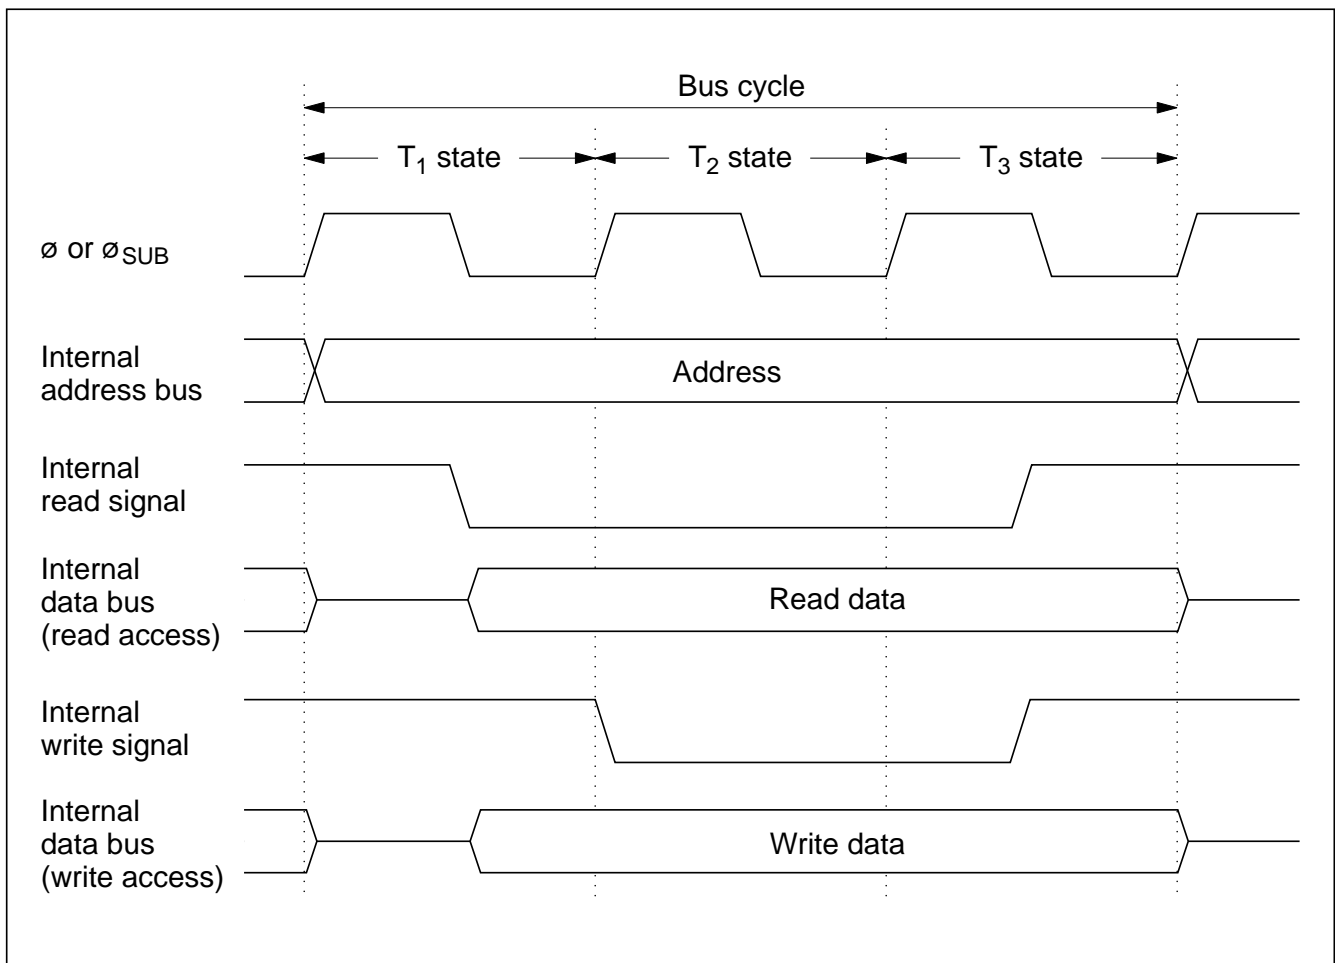 Bus cycle
T1 state
T2 state
T3 state
ø or øSUB
Internal
address bus
Address
Internal
read signal
Internal
data bus
(read access)
Read data
Internal
write signal
Internal
data bus
(write access)
Write data